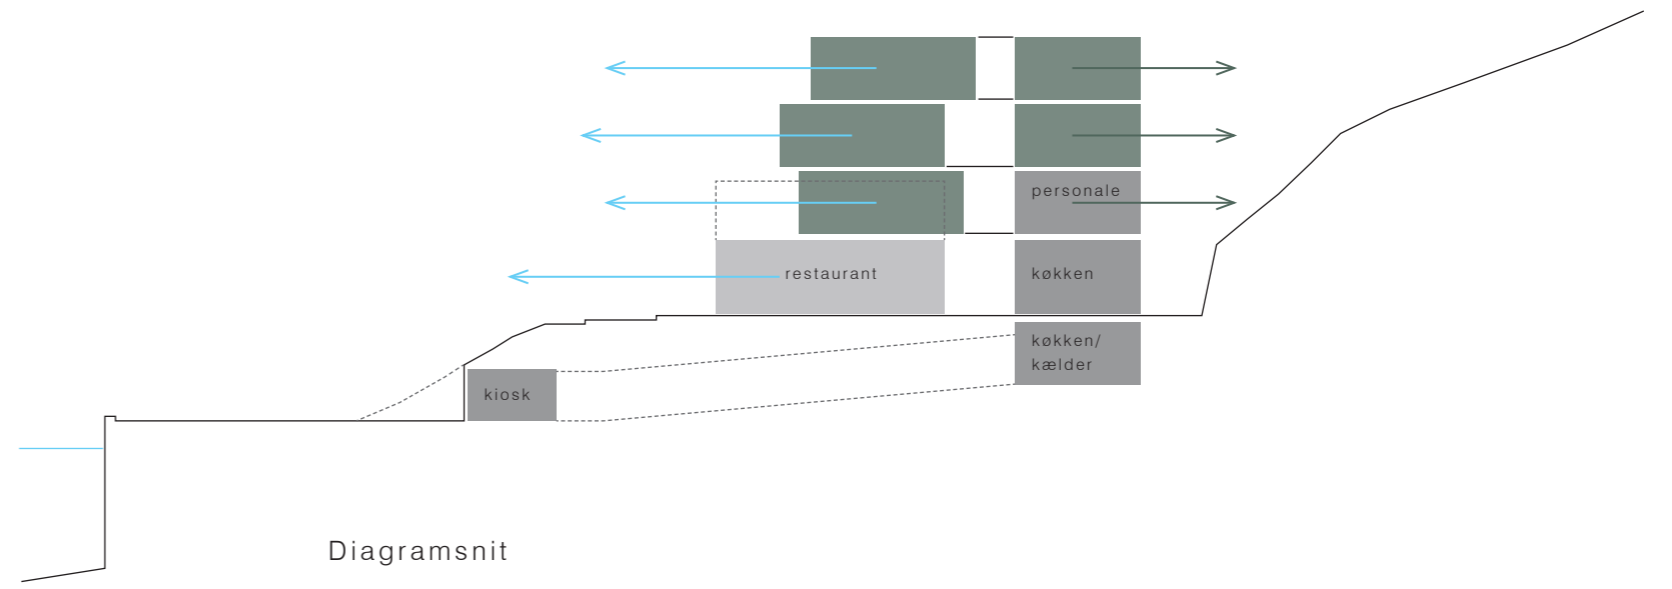 personale
restaurant
køkken
køkken/
kælder
kiosk
Diagramsnit